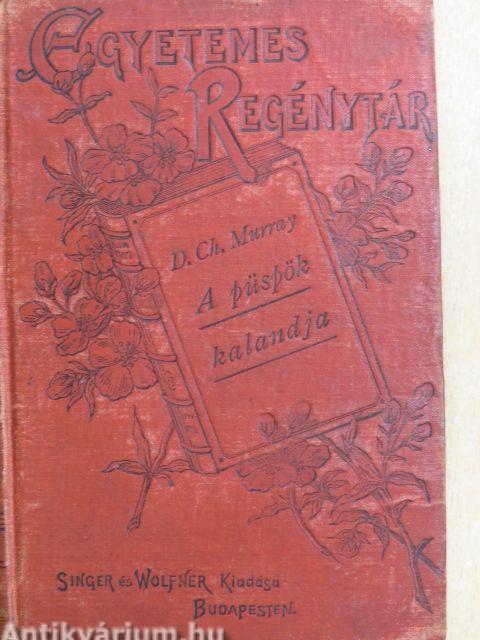 EGYETEMES
REGÉNYTÁR
D. Ch. Murray
A püspök
kalandja
SINGER és WOLFNER Kiadása
BUDAPESTEN.
Antikvárium.hu